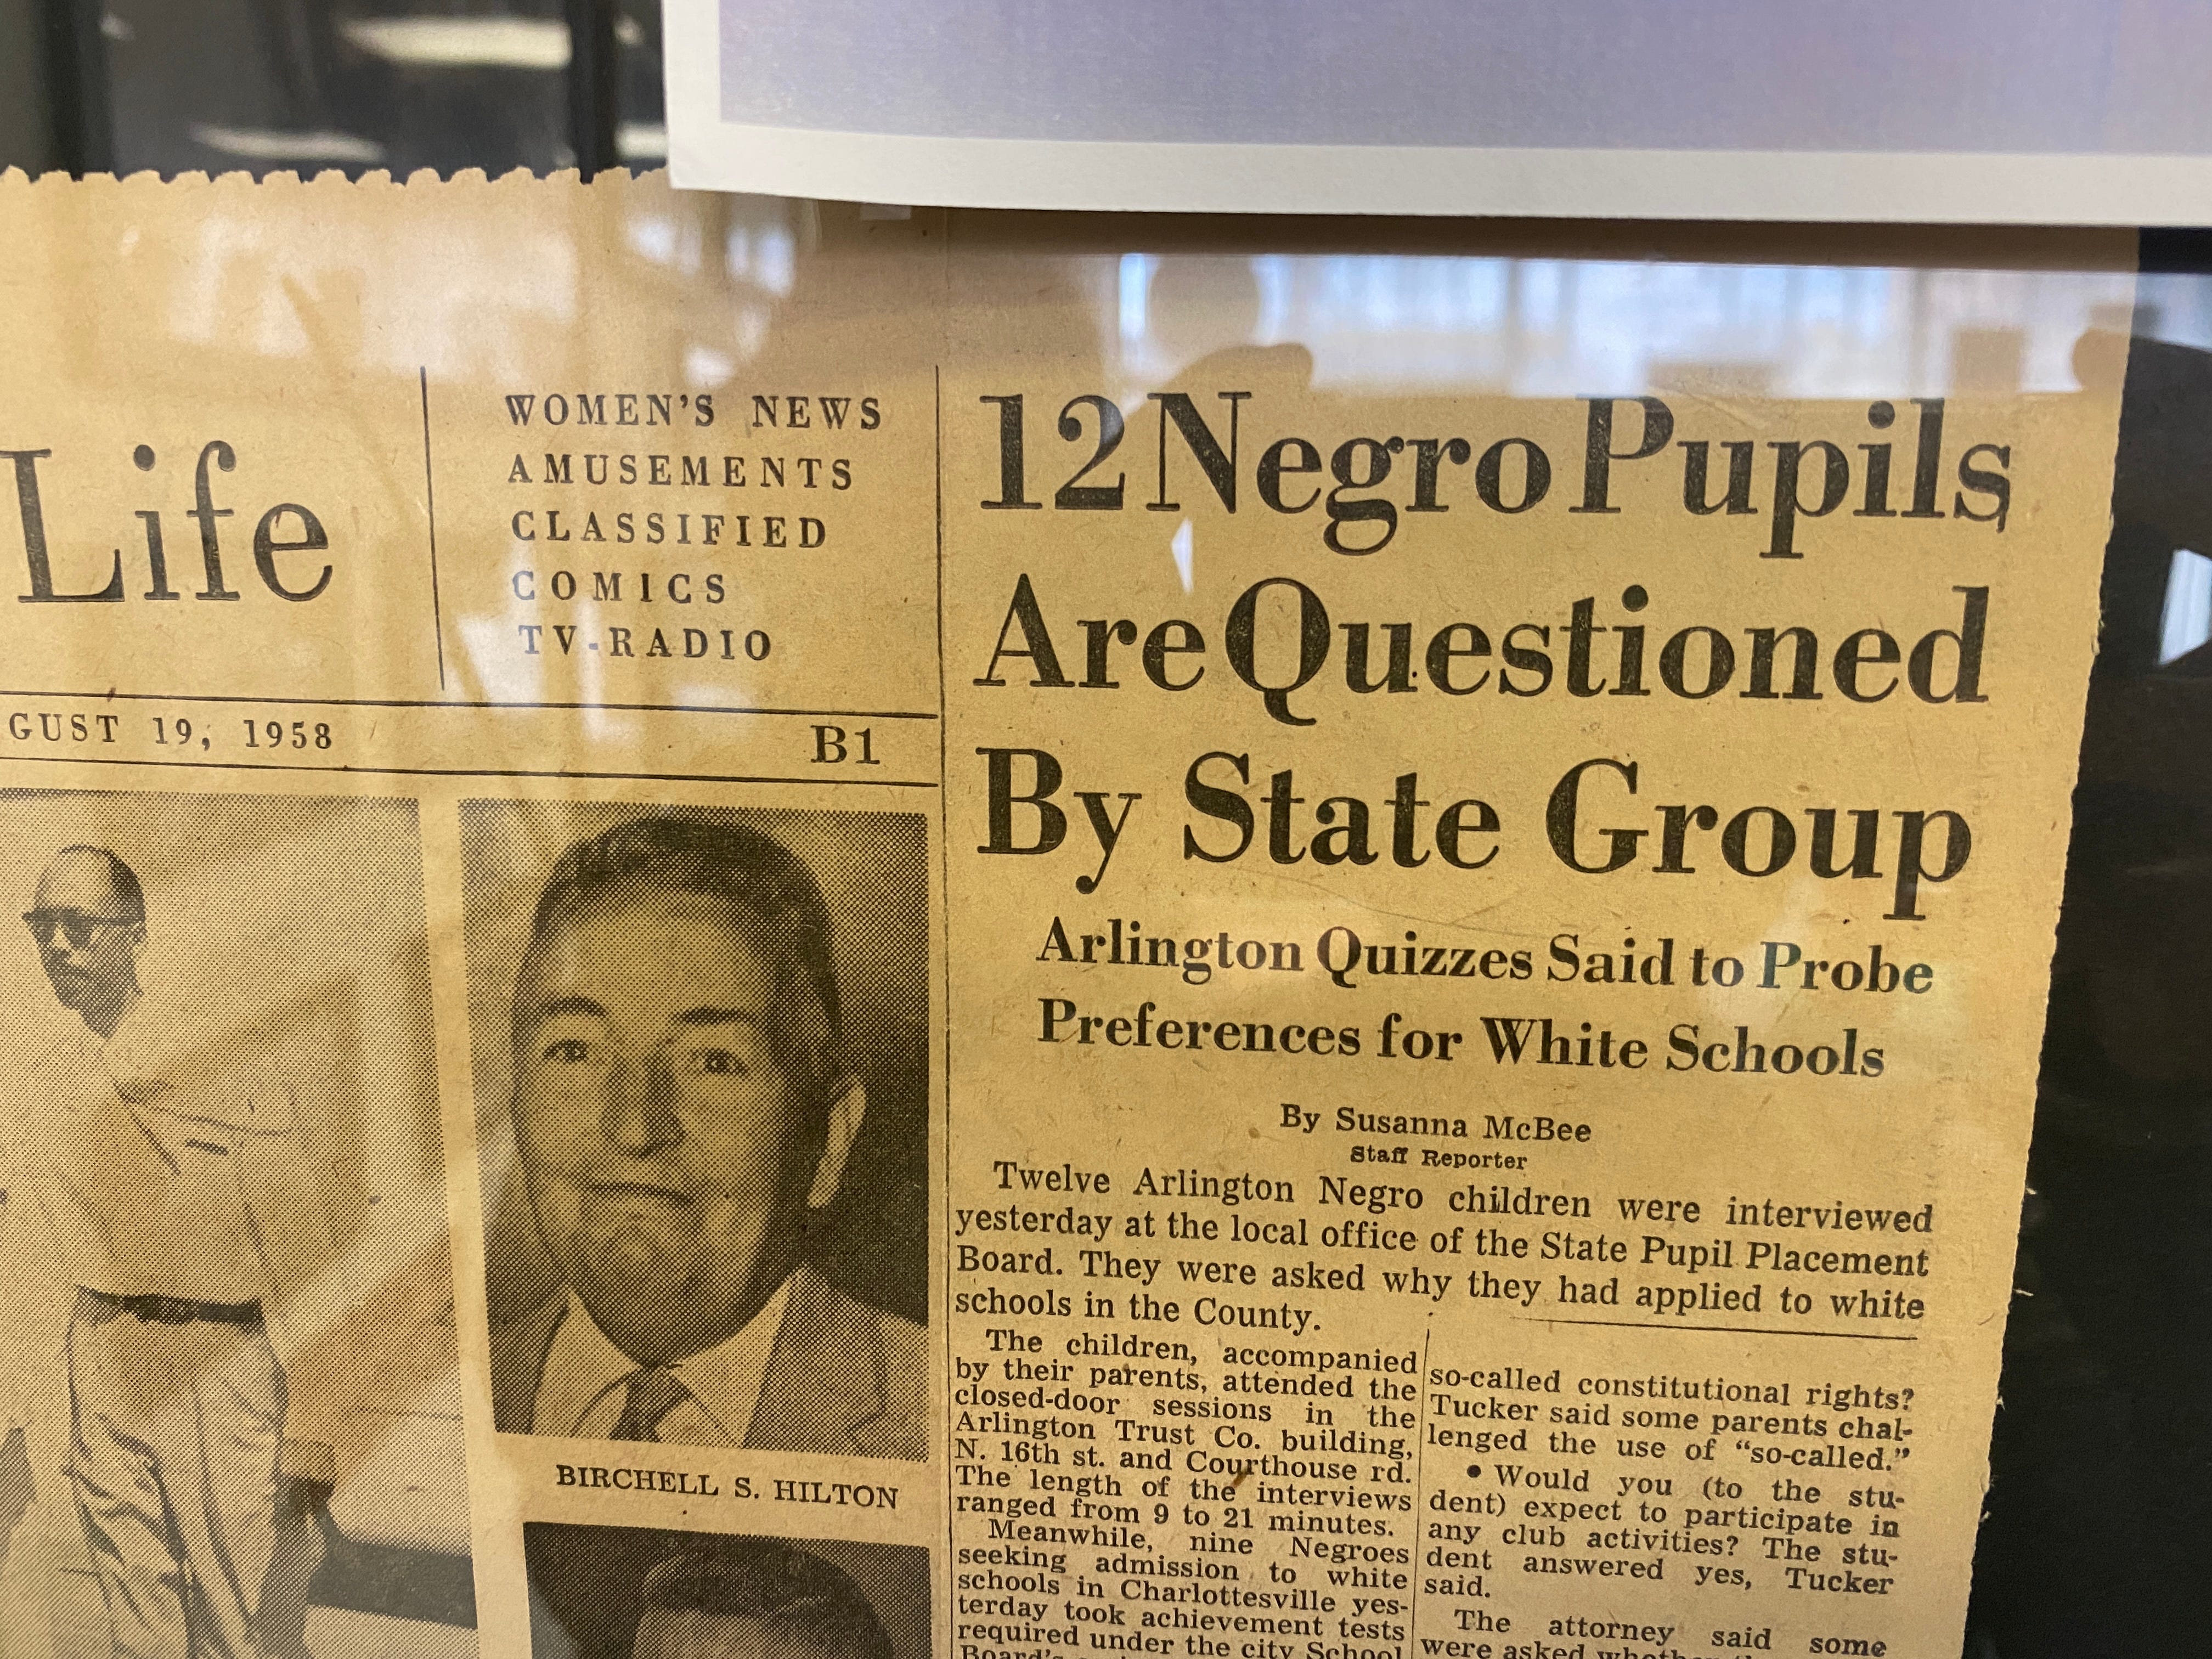 Life
WOMEN'S NEWS
AMUSEMENTS
CLASSIFIED
COMICS
TV-RADIO
GUST 19, 1958
B1
BIRCHELL S. HILTON
12 Negro Pupils
Are Questioned
By State Group
Arlington Quizzes Said to Probe
Preferences for White Schools
By Susanna McBee
Staff Reporter
Twelve Arlington Negro children were interviewed
yesterday at the local office of the State Pupil Placement
Board. They were asked why they had applied to white
schools in the County.
The children, accompanied
by their parents, attended the
closed-door sessions in the
Arlington Trust Co. building,
N. 16th st. and Courthouse rd.
The length of the interviews
ranged from 9 to 21 minutes.
Meanwhile, nine Negroes
seeking admission to white
schools in Charlottesville yes-
terday took achievement tests
required under the city School
Board's
so-called constitutional rights?
Tucker said some parents chal-
lenged the use of "so-called."
• Would you (to the stu-
dent) expect to participate in
any club activities? The stu-
dent answered yes, Tucker
said.
The attorney said some
were asked whether